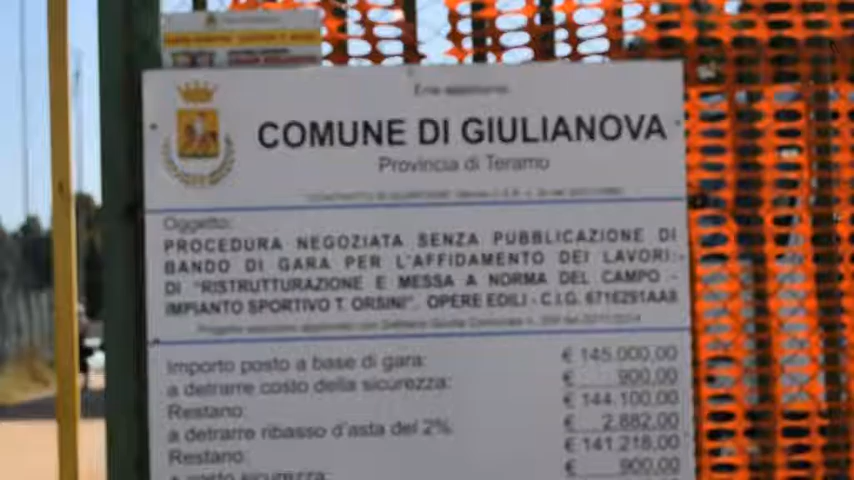 Ente appaltante:
COMUNE DI GIULIANOVA
Provincia di Teramo
Oggetto:
PROCEDURA NEGOZIATA SENZA PUBBLICAZIONE DI
BANDO DI GARA PER L'AFFIDAMENTO DEI LAVORI:
DI "RISTRUTTURAZIONE E MESSA A NORMA DEL CAMPO -
IMPIANTO SPORTIVO T. ORSINI". OPERE EDILI - C.I.G. 6716291AA9
Importo posto a base di gara: € 145.000,00
a detrarre costo della sicurezza: € 900,00
Restano: € 144.100,00
a detrarre ribasso d'asta del 2% € 2.882,00
Restano: € 141.218,00
sicurezza: € 900,00